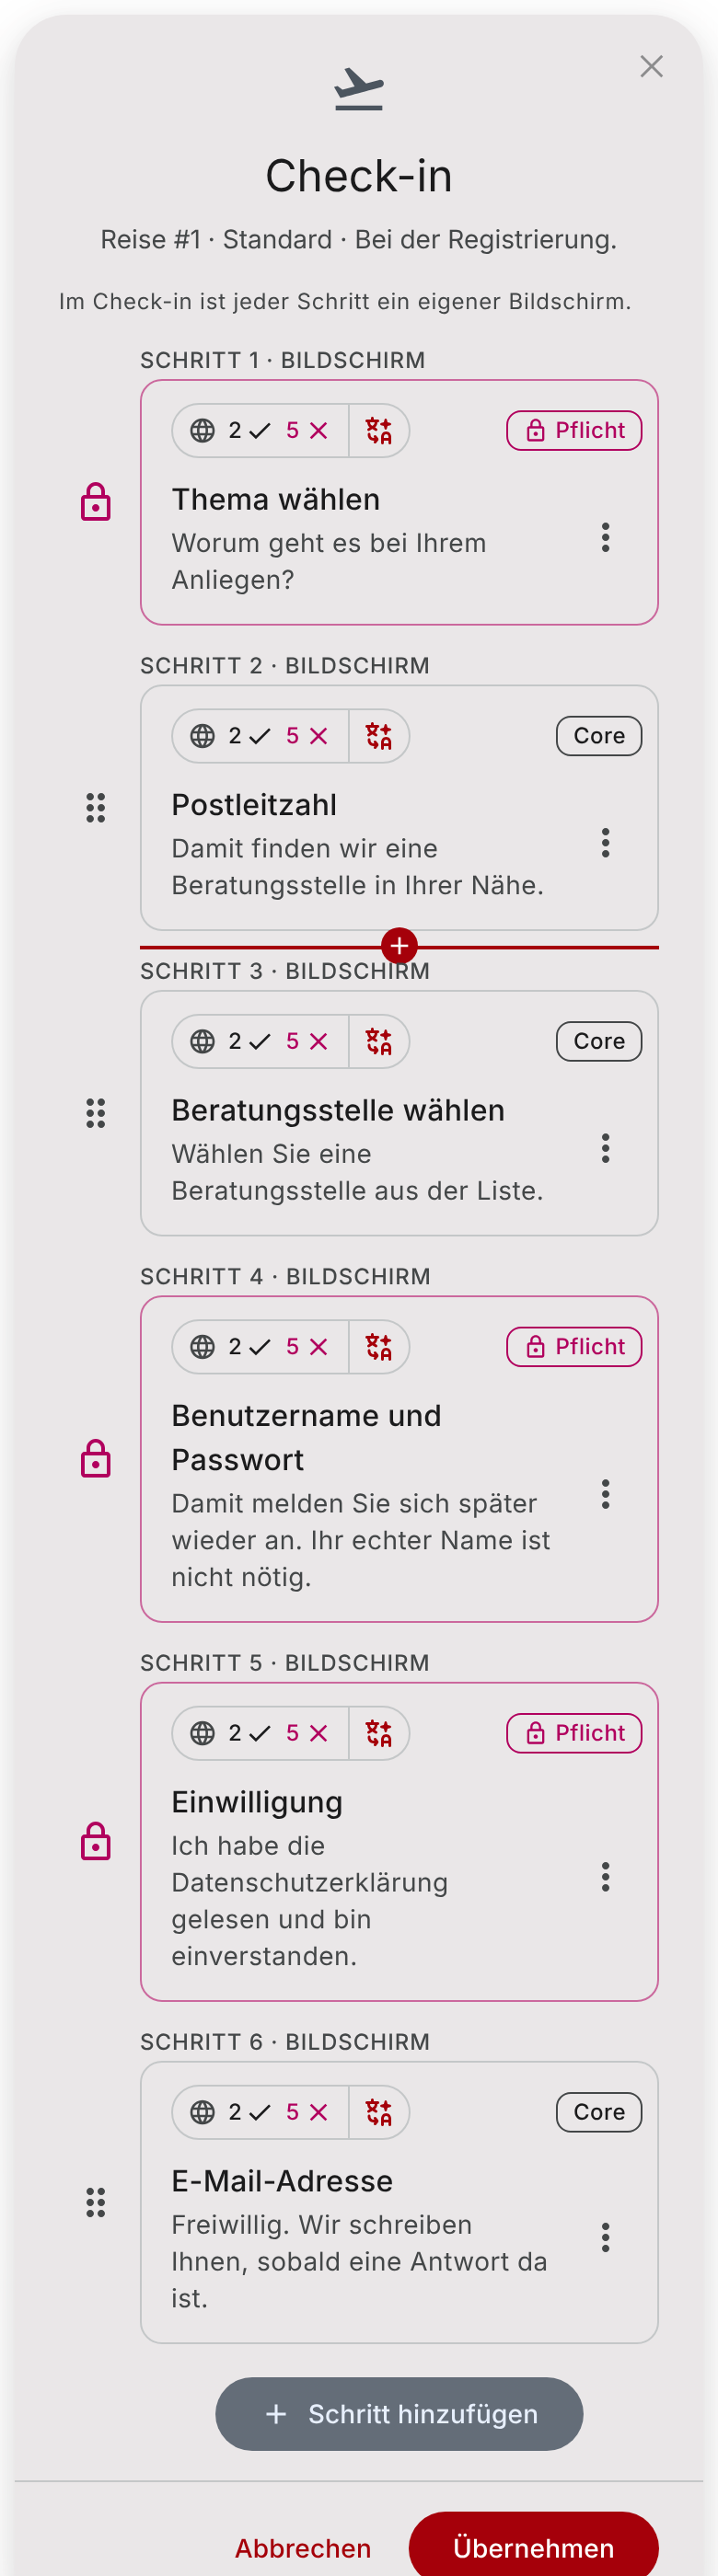 Check-in
Reise #1 · Standard · Bei der Registrierung.
Im Check-in ist jeder Schritt ein eigener Bildschirm.
SCHRITT 1 · BILDSCHIRM
2 5 Pflicht
Thema wählen
Worum geht es bei Ihrem
Anliegen?
SCHRITT 2 · BILDSCHIRM
2 5 Core
Postleitzahl
Damit finden wir eine
Beratungsstelle in Ihrer Nähe.
SCHRITT 3 · BILDSCHIRM
2 5 Core
Beratungsstelle wählen
Wählen Sie eine
Beratungsstelle aus der Liste.
SCHRITT 4 · BILDSCHIRM
2 5 Pflicht
Benutzername und
Passwort
Damit melden Sie sich später
wieder an. Ihr echter Name ist
nicht nötig.
SCHRITT 5 · BILDSCHIRM
2 5 Pflicht
Einwilligung
Ich habe die
Datenschutzerklärung
gelesen und bin
einverstanden.
SCHRITT 6 · BILDSCHIRM
2 5 Core
E-Mail-Adresse
Freiwillig. Wir schreiben
Ihnen, sobald eine Antwort da
ist.
Schritt hinzufügen
Abbrechen Übernehmen